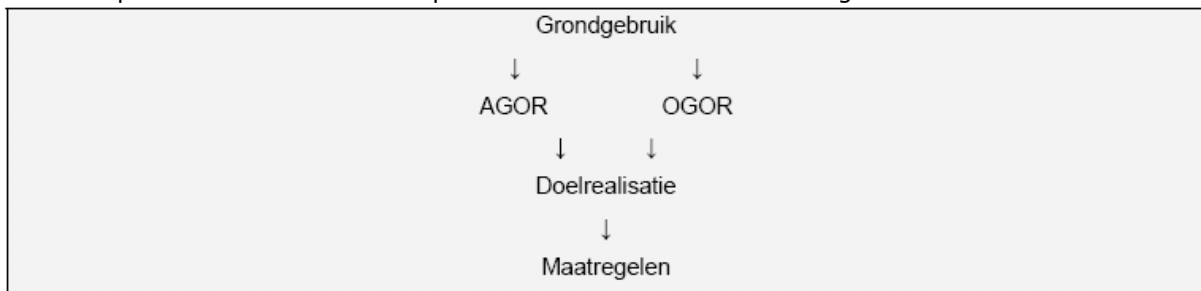 Grondgebruik
↓ ↓
AGOR OGOR
↓ ↓
Doelrealisatie
↓
Maatregelen